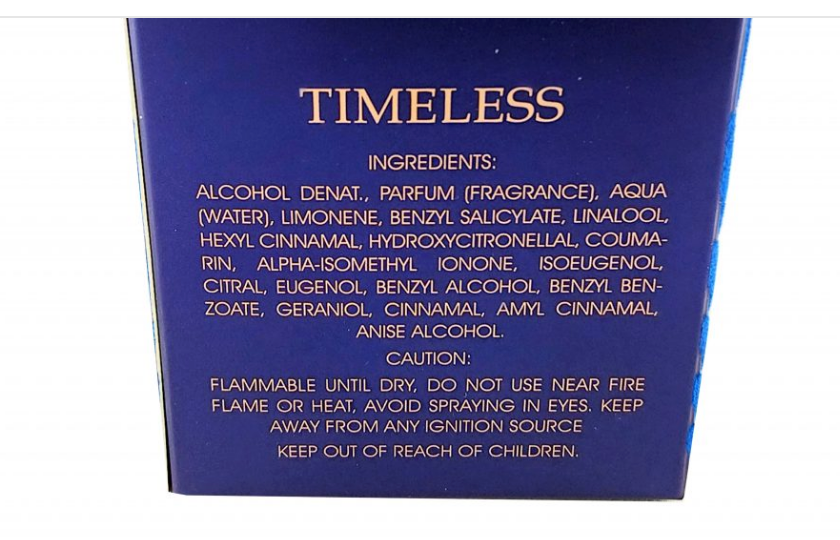 TIMELESS
INGREDIENTS:
ALCOHOL DENAT., PARFUM (FRAGRANCE), AQUA
(WATER), LIMONENE, BENZYL SALICYLATE, LINALOOL,
HEXYL CINNAMAL, HYDROXYCITRONELLAL, COUMA-
RIN, ALPHA-ISOMETHYL IONONE, ISOEUGENOL,
CITRAL, EUGENOL, BENZYL ALCOHOL, BENZYL BEN-
ZOATE, GERANIOL, CINNAMAL, AMYL CINNAMAL,
ANISE ALCOHOL.
CAUTION:
FLAMMABLE UNTIL DRY, DO NOT USE NEAR FIRE
FLAME OR HEAT, AVOID SPRAYING IN EYES. KEEP
AWAY FROM ANY IGNITION SOURCE
KEEP OUT OF REACH OF CHILDREN.